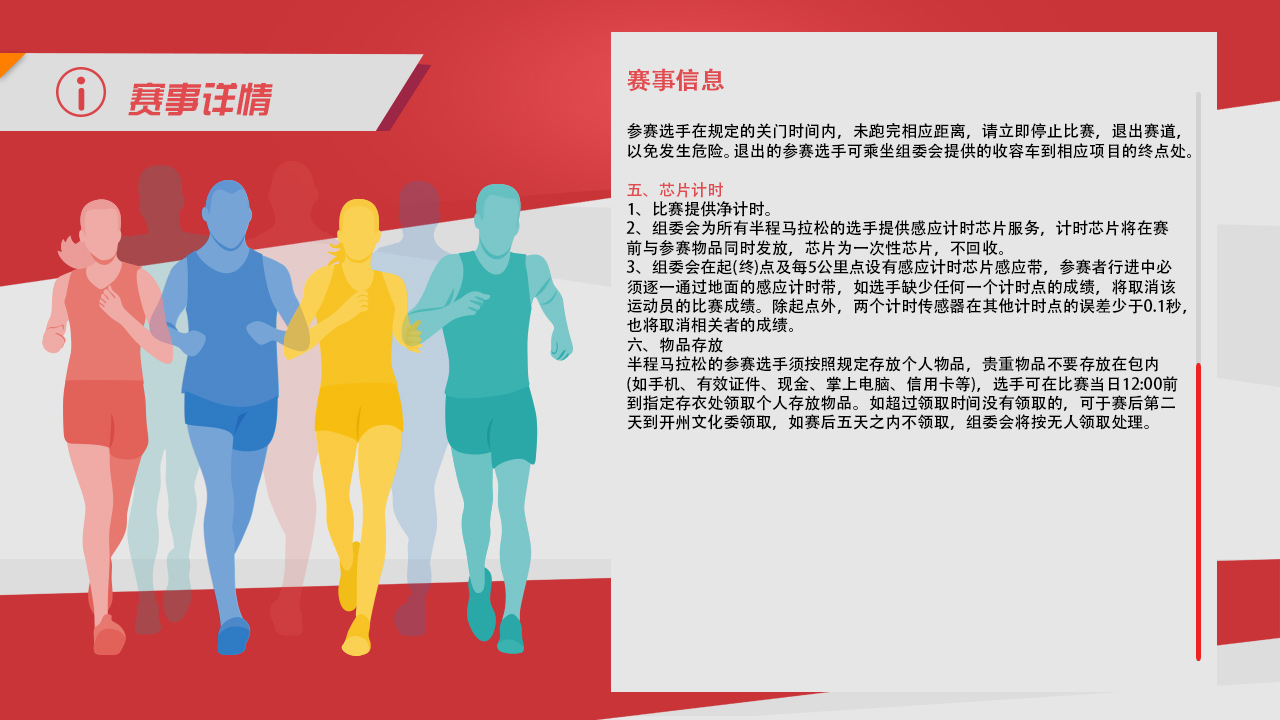 赛事详情
赛事信息
参赛选手在规定的关门时间内，未跑完相应距离，请立即停止比赛，退出赛道，
以免发生危险。退出的参赛选手可乘坐组委会提供的收容车到相应项目的终点处。
五、芯片计时
1、比赛提供净计时。
2、组委会为所有半程马拉松的选手提供感应计时芯片服务，计时芯片将在赛
前与参赛物品同时发放，芯片为一次性芯片，不回收。
3、组委会在起(终)点及每5公里点设有感应计时芯片感应带，参赛者行进中必
须逐一通过地面的感应计时带，如选手缺少任何一个计时点的成绩，将取消该
运动员的比赛成绩。除起点外，两个计时传感器在其他计时点的误差少于0.1秒，
也将取消相关者的成绩。
六、物品存放
半程马拉松的参赛选手须按照规定存放个人物品，贵重物品不要存放在包内
(如手机、有效证件、现金、掌上电脑、信用卡等)，选手可在比赛当日12:00前
到指定存衣处领取个人存放物品。如超过领取时间没有领取的，可于赛后第二
天到开州文化委领取，如赛后五天之内不领取，组委会将按无人领取处理。